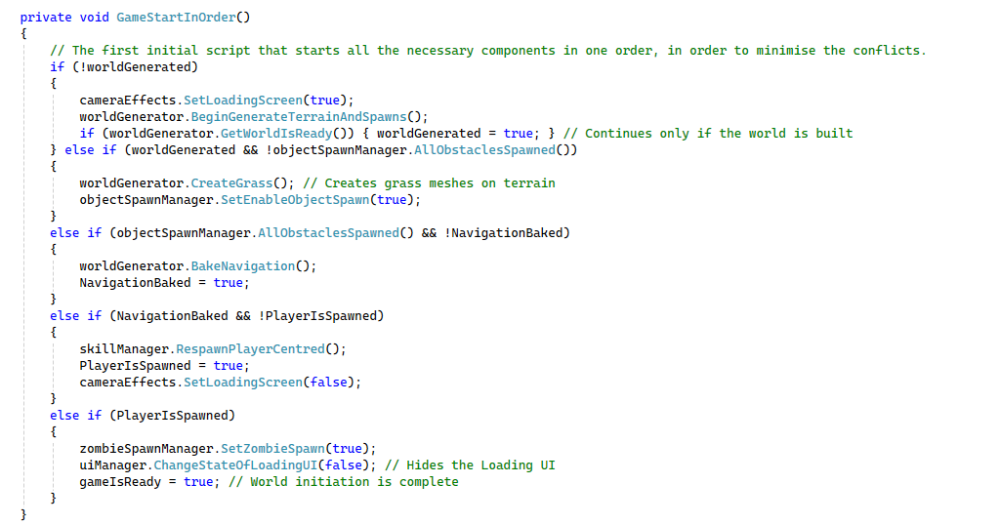 private void GameStartInOrder()
{
    // The first initial script that starts all the necessary components in one order, in order to minimise the conflicts.
    if (!worldGenerated)
    {
        cameraEffects.SetLoadingScreen(true);
        worldGenerator.BeginGenerateTerrainAndSpawns();
        if (worldGenerator.GetWorldIsReady()) { worldGenerated = true; } // Continues only if the world is built
    } else if (worldGenerated && !objectSpawnManager.AllObstaclesSpawned())
    {
        worldGenerator.CreateGrass(); // Creates grass meshes on terrain
        objectSpawnManager.SetEnableObjectSpawn(true);
    }
    else if (objectSpawnManager.AllObstaclesSpawned() && !NavigationBaked)
    {
        worldGenerator.BakeNavigation();
        NavigationBaked = true;
    }
    else if (NavigationBaked && !PlayerIsSpawned)
    {
        skillManager.RespawnPlayerCentred();
        PlayerIsSpawned = true;
        cameraEffects.SetLoadingScreen(false);
    }
    else if (PlayerIsSpawned)
    {
        zombieSpawnManager.SetZombieSpawn(true);
        uiManager.ChangeStateOfLoadingUI(false); // Hides the Loading UI
        gameIsReady = true; // World initiation is complete
    }
}